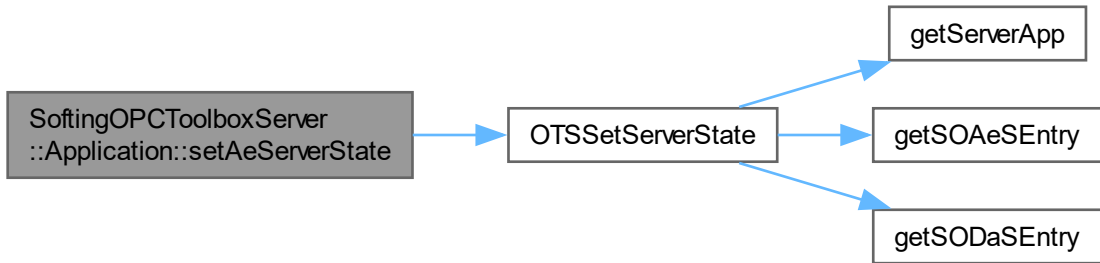 SoftingOPCToolboxServer
::Application::setAeServerState
OTSSetServerState
getServerApp
getSOAeSEntry
getSODaSEntry